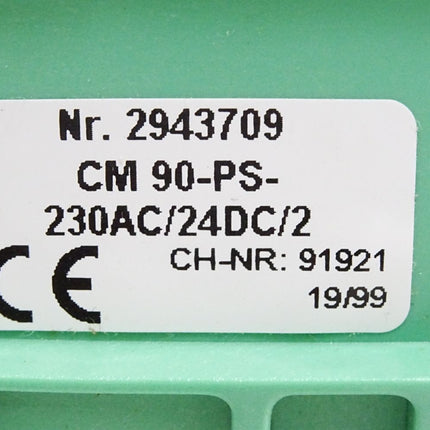 Nr. 2943709
CM 90-PS-
230AC/24DC/2
CH-NR: 91921
CE 19/99